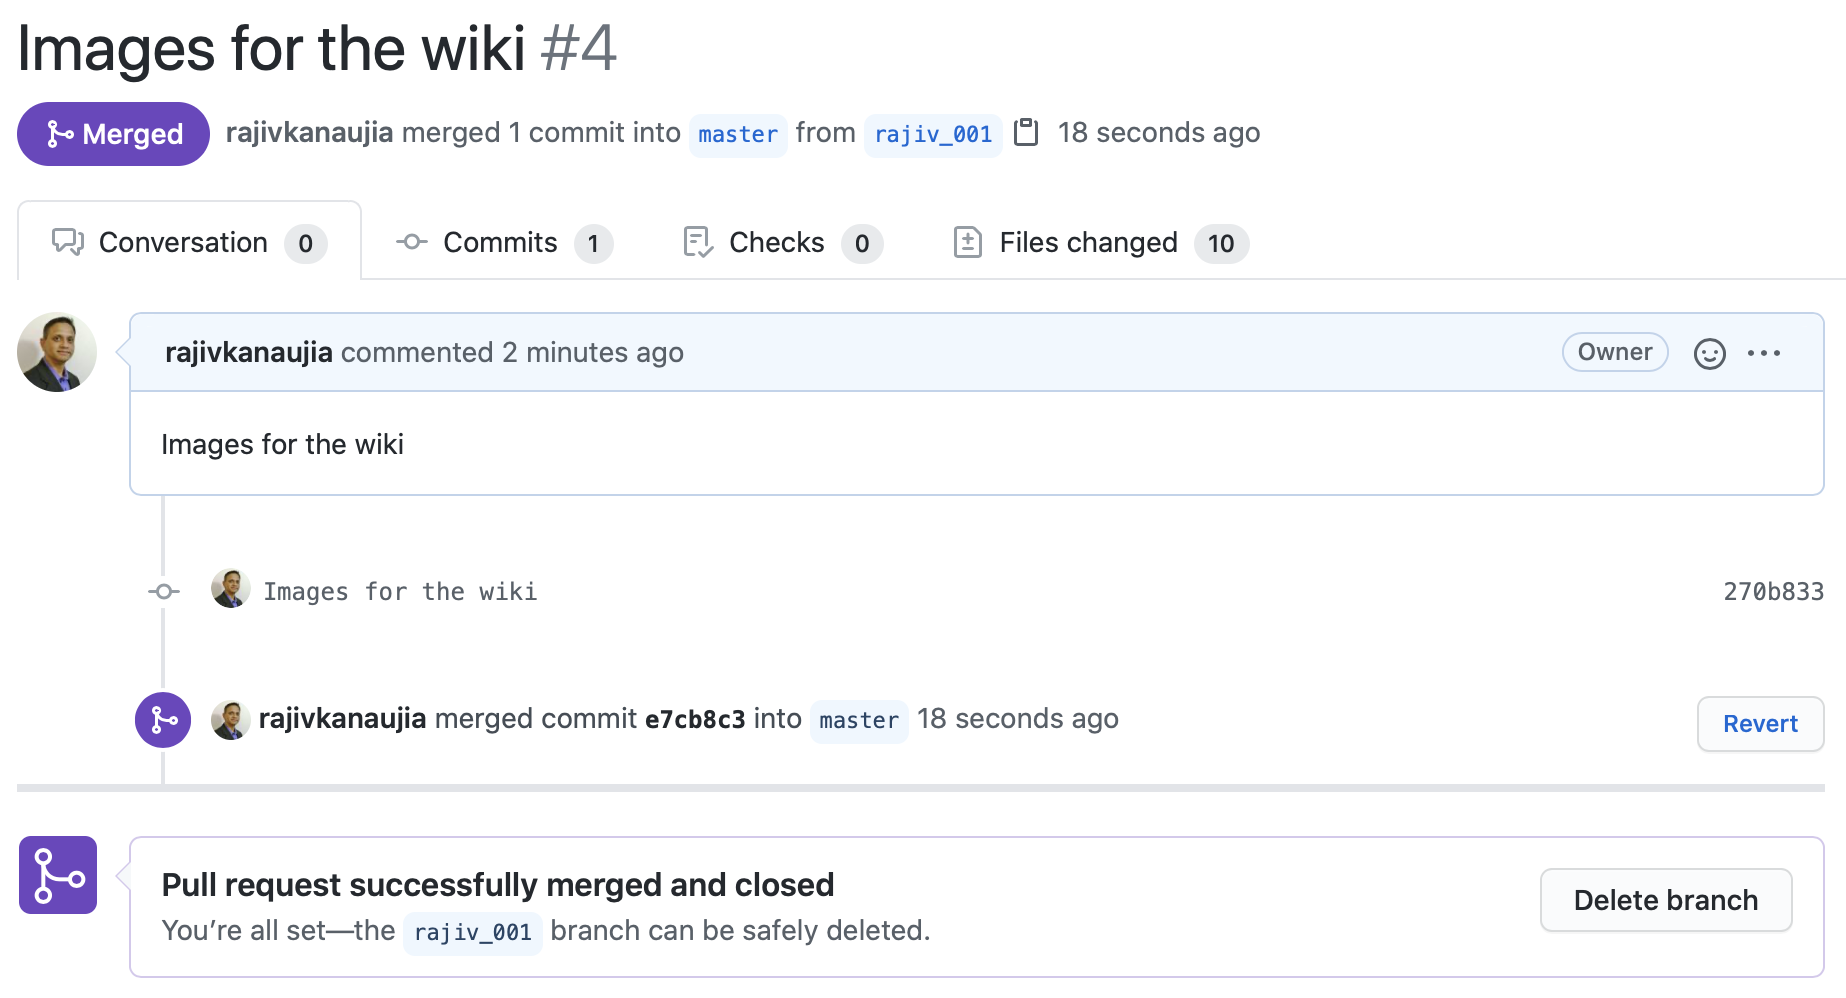 Images for the wiki #4
Merged rajivkanaujia merged 1 commit into master from rajiv_001 18 seconds ago
Conversation 0 Commits 1 Checks 0 Files changed 10
rajivkanaujia commented 2 minutes ago Owner
Images for the wiki
Images for the wiki 270b833
rajivkanaujia merged commit e7cb8c3 into master 18 seconds ago Revert
Pull request successfully merged and closed
You’re all set—the rajiv_001 branch can be safely deleted.
Delete branch